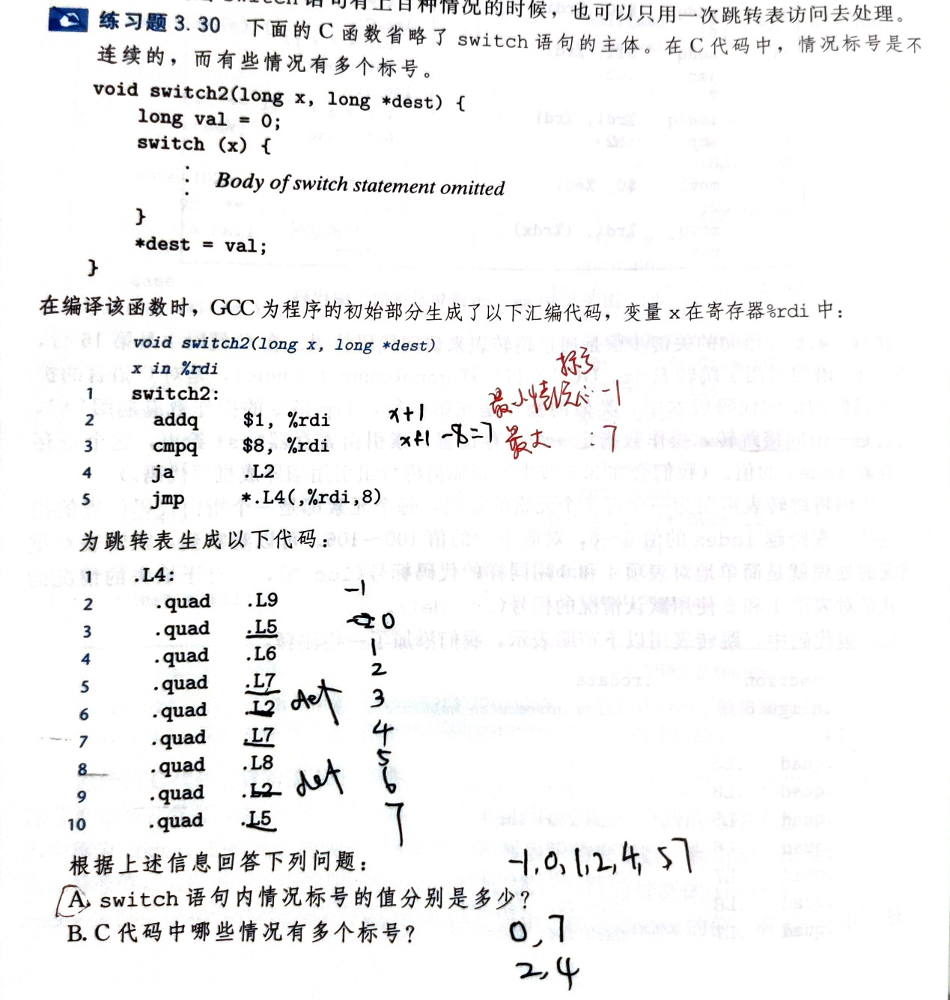 switch 语句有上百种情况的时候，也可以只用一次跳转表访问去处理。
练习题 3.30 下面的 C 函数省略了 switch 语句的主体。在 C 代码中，情况标号是不
连续的，而有些情况有多个标号。
void switch2(long x, long *dest) {
long val = 0;
switch (x) {
⋮ Body of switch statement omitted
}
*dest = val;
}
在编译该函数时，GCC 为程序的初始部分生成了以下汇编代码，变量 x 在寄存器%rdi 中：
void switch2(long x, long *dest)
x in %rdi
标号
1 switch2:
最小情况 -1
2 addq $1, %rdi x+1
3 cmpq $8, %rdi x+1 -8=7 最大 : 7
4 ja .L2
5 jmp *.L4(,%rdi,8)
为跳转表生成以下代码：
1 .L4:
2 .quad .L9 -1
3 .quad .L5 0
4 .quad .L6 1
5 .quad .L7 2
6 .quad .L2 det 3
7 .quad .L7 4
8 .quad .L8 5
9 .quad .L2 det 6
10 .quad .L5 7
根据上述信息回答下列问题：
-1, 0, 1, 2, 4, 5 7
A. switch 语句内情况标号的值分别是多少？
B. C 代码中哪些情况有多个标号？ 0, 7
2, 4